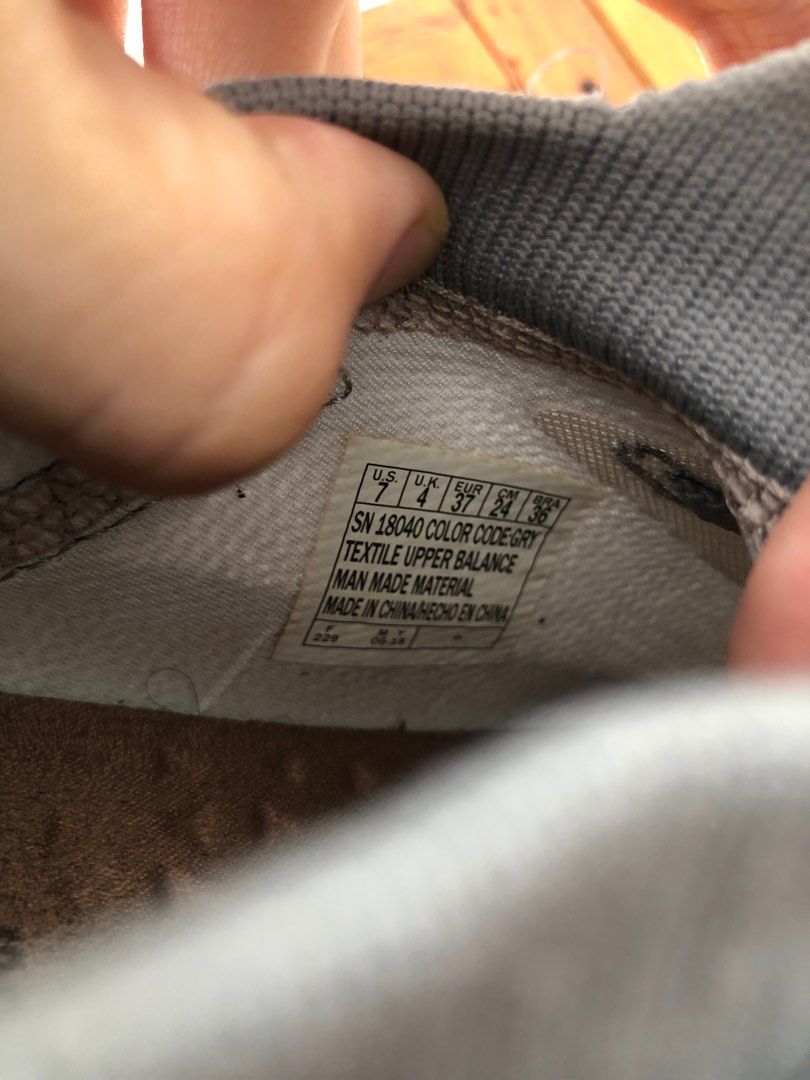 U.S. U.K. EUR CM BRA
7 4 37 24 36
SN 18040 COLOR CODE:GRY
TEXTILE UPPER BALANCE
MAN MADE MATERIAL
MADE IN CHINA/HECHO EN CHINA
F M Y
229